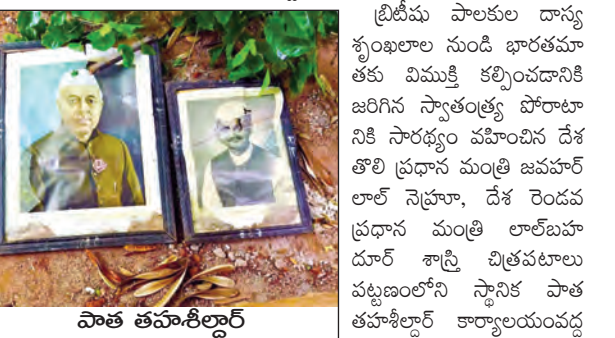 బ్రిటీషు పాలకుల దాస్య
శృంఖలాల నుండి భారతమా
తకు విముక్తి కల్పించడానికి
జరిగిన స్వాతంత్ర్య పోరాటా
నికి సారథ్యం వహించిన దేశ
తొలి ప్రధాన మంత్రి జవహర్
లాల్ నెహ్రూ, దేశ రెండవ
ప్రధాన మంత్రి లాల్‌బహ
దూర్ శాస్త్రి చిత్రపటాలు
పట్టణంలోని స్థానిక పాత
తహశీల్దార్ కార్యాలయంవద్ద
పాత తహశీల్దార్